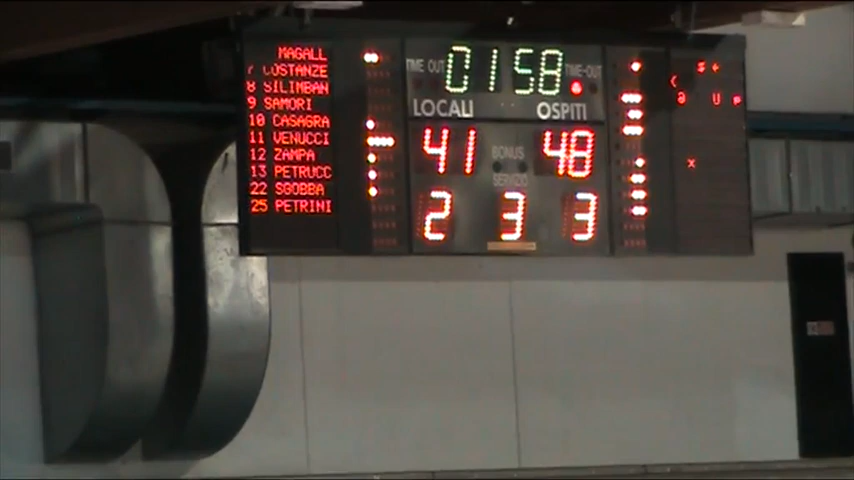 MAGALL
7 COSTANZE
8 SILIMBAN
9 SAMORI
10 CASAGRA
11 VENUCCI
12 ZAMPA
13 PETRUCC
22 SGOBBA
25 PETRINI
TIME OUT 01 58 TIME-OUT
LOCALI OSPITI
41 BONUS 48
SERVIZIO
2 3 3